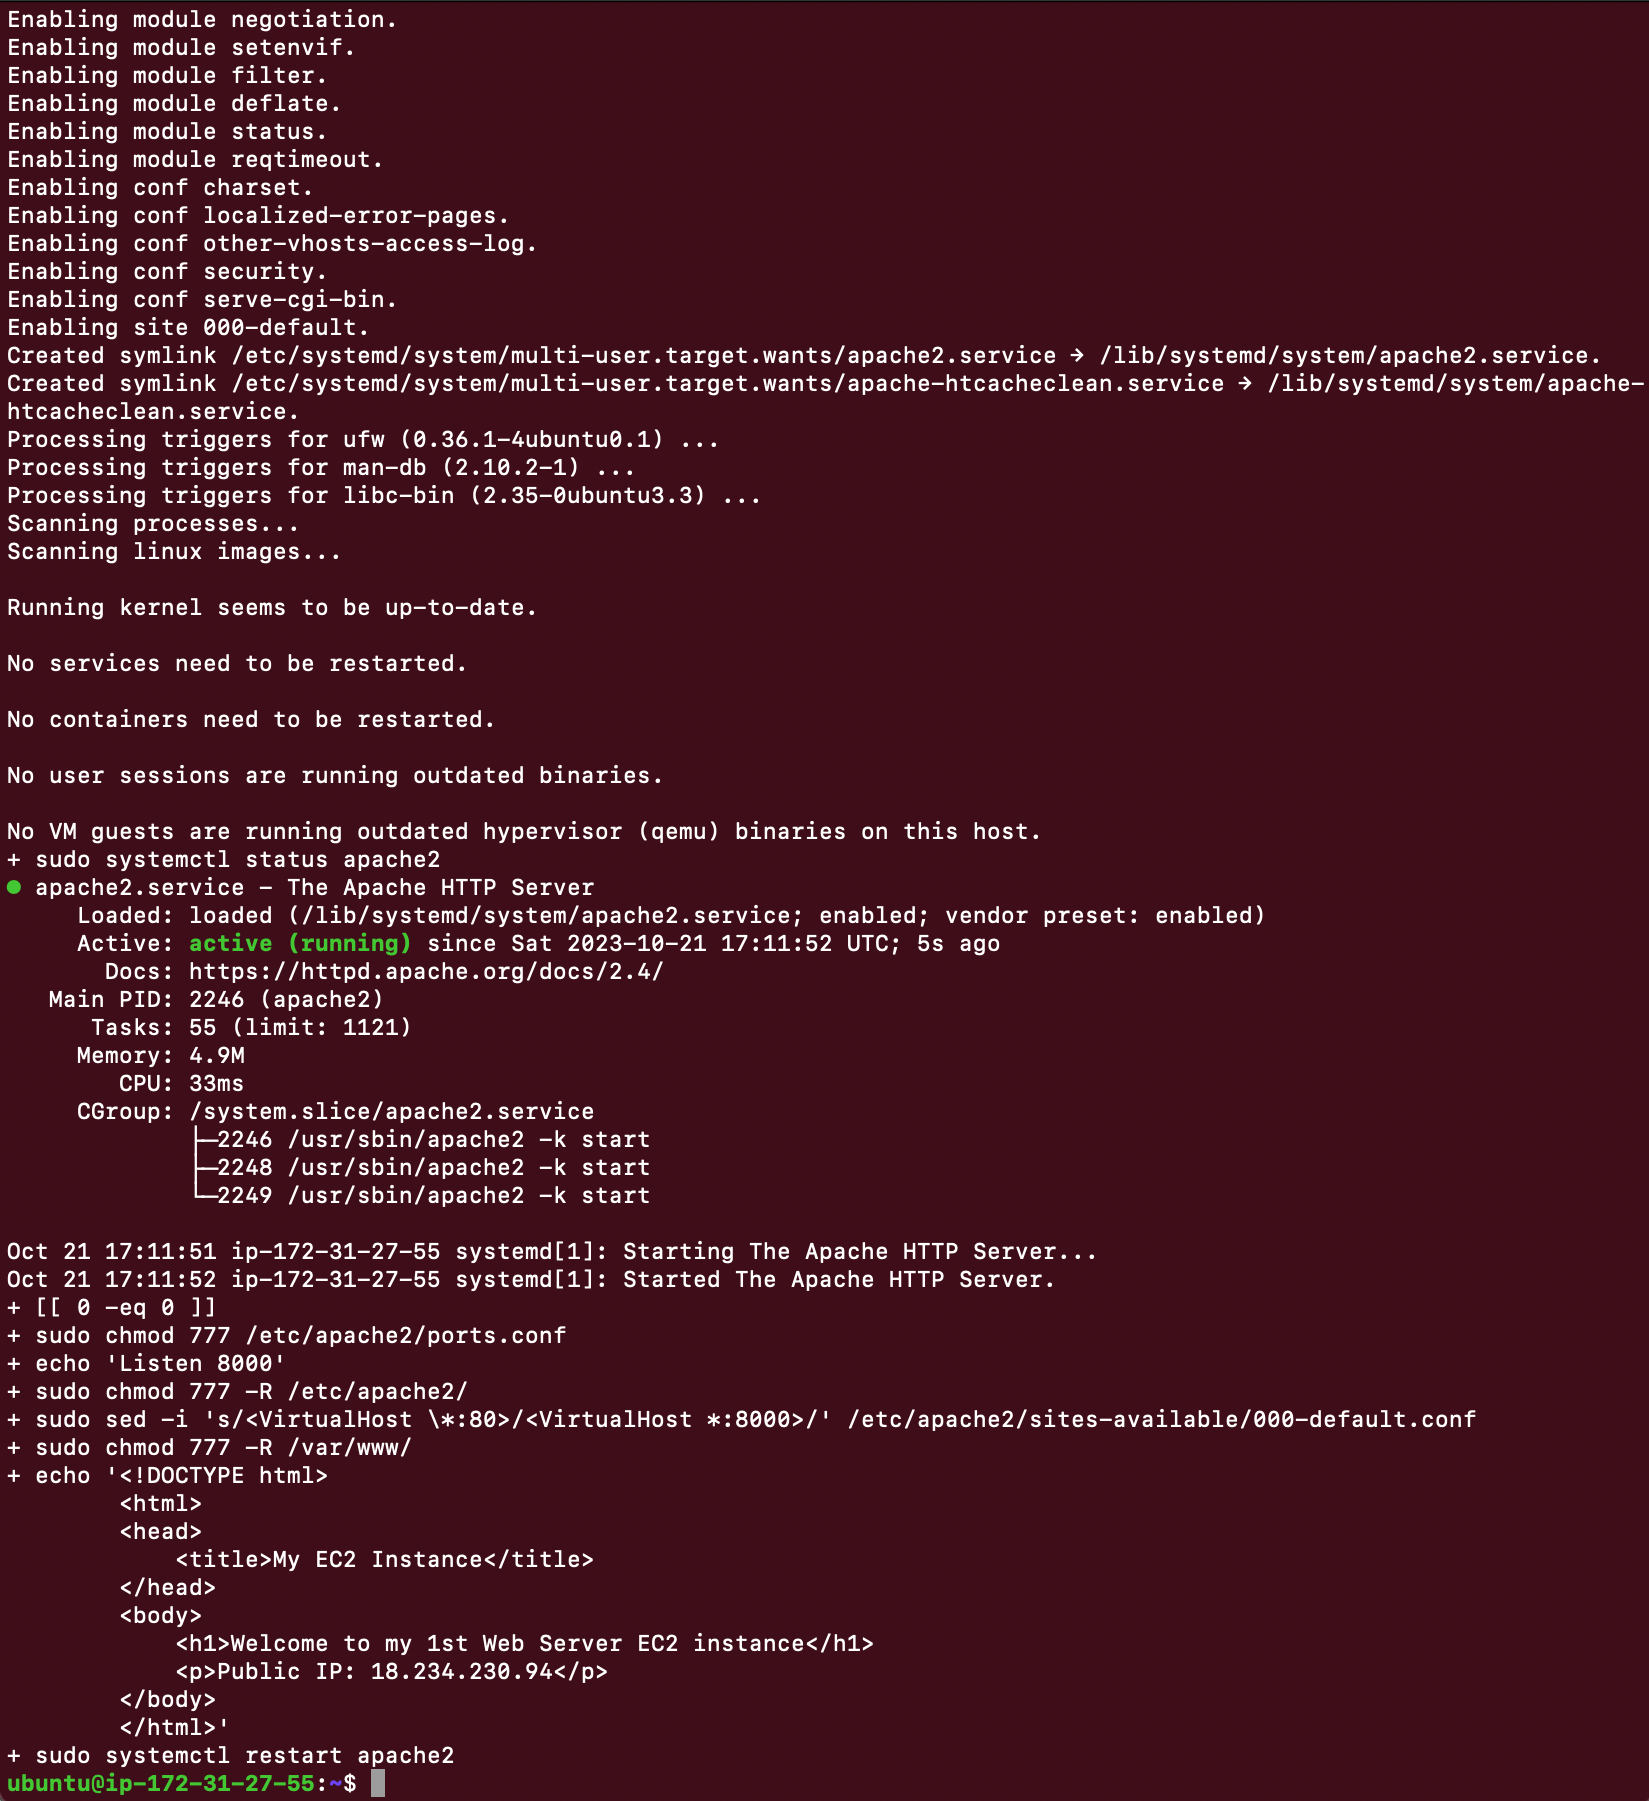 Enabling module negotiation.
Enabling module setenvif.
Enabling module filter.
Enabling module deflate.
Enabling module status.
Enabling module reqtimeout.
Enabling conf charset.
Enabling conf localized-error-pages.
Enabling conf other-vhosts-access-log.
Enabling conf security.
Enabling conf serve-cgi-bin.
Enabling site 000-default.
Created symlink /etc/systemd/system/multi-user.target.wants/apache2.service → /lib/systemd/system/apache2.service.
Created symlink /etc/systemd/system/multi-user.target.wants/apache-htcacheclean.service → /lib/systemd/system/apache-
htcacheclean.service.
Processing triggers for ufw (0.36.1-4ubuntu0.1) ...
Processing triggers for man-db (2.10.2-1) ...
Processing triggers for libc-bin (2.35-0ubuntu3.3) ...
Scanning processes...
Scanning linux images...

Running kernel seems to be up-to-date.

No services need to be restarted.

No containers need to be restarted.

No user sessions are running outdated binaries.

No VM guests are running outdated hypervisor (qemu) binaries on this host.
+ sudo systemctl status apache2
● apache2.service - The Apache HTTP Server
     Loaded: loaded (/lib/systemd/system/apache2.service; enabled; vendor preset: enabled)
     Active: active (running) since Sat 2023-10-21 17:11:52 UTC; 5s ago
       Docs: https://httpd.apache.org/docs/2.4/
   Main PID: 2246 (apache2)
      Tasks: 55 (limit: 1121)
     Memory: 4.9M
        CPU: 33ms
     CGroup: /system.slice/apache2.service
             ├─2246 /usr/sbin/apache2 -k start
             ├─2248 /usr/sbin/apache2 -k start
             └─2249 /usr/sbin/apache2 -k start

Oct 21 17:11:51 ip-172-31-27-55 systemd[1]: Starting The Apache HTTP Server...
Oct 21 17:11:52 ip-172-31-27-55 systemd[1]: Started The Apache HTTP Server.
+ [[ 0 -eq 0 ]]
+ sudo chmod 777 /etc/apache2/ports.conf
+ echo 'Listen 8000'
+ sudo chmod 777 -R /etc/apache2/
+ sudo sed -i 's/<VirtualHost \*:80>/<VirtualHost *:8000>/' /etc/apache2/sites-available/000-default.conf
+ sudo chmod 777 -R /var/www/
+ echo '<!DOCTYPE html>
        <html>
        <head>
            <title>My EC2 Instance</title>
        </head>
        <body>
            <h1>Welcome to my 1st Web Server EC2 instance</h1>
            <p>Public IP: 18.234.230.94</p>
        </body>
        </html>'
+ sudo systemctl restart apache2
ubuntu@ip-172-31-27-55:~$